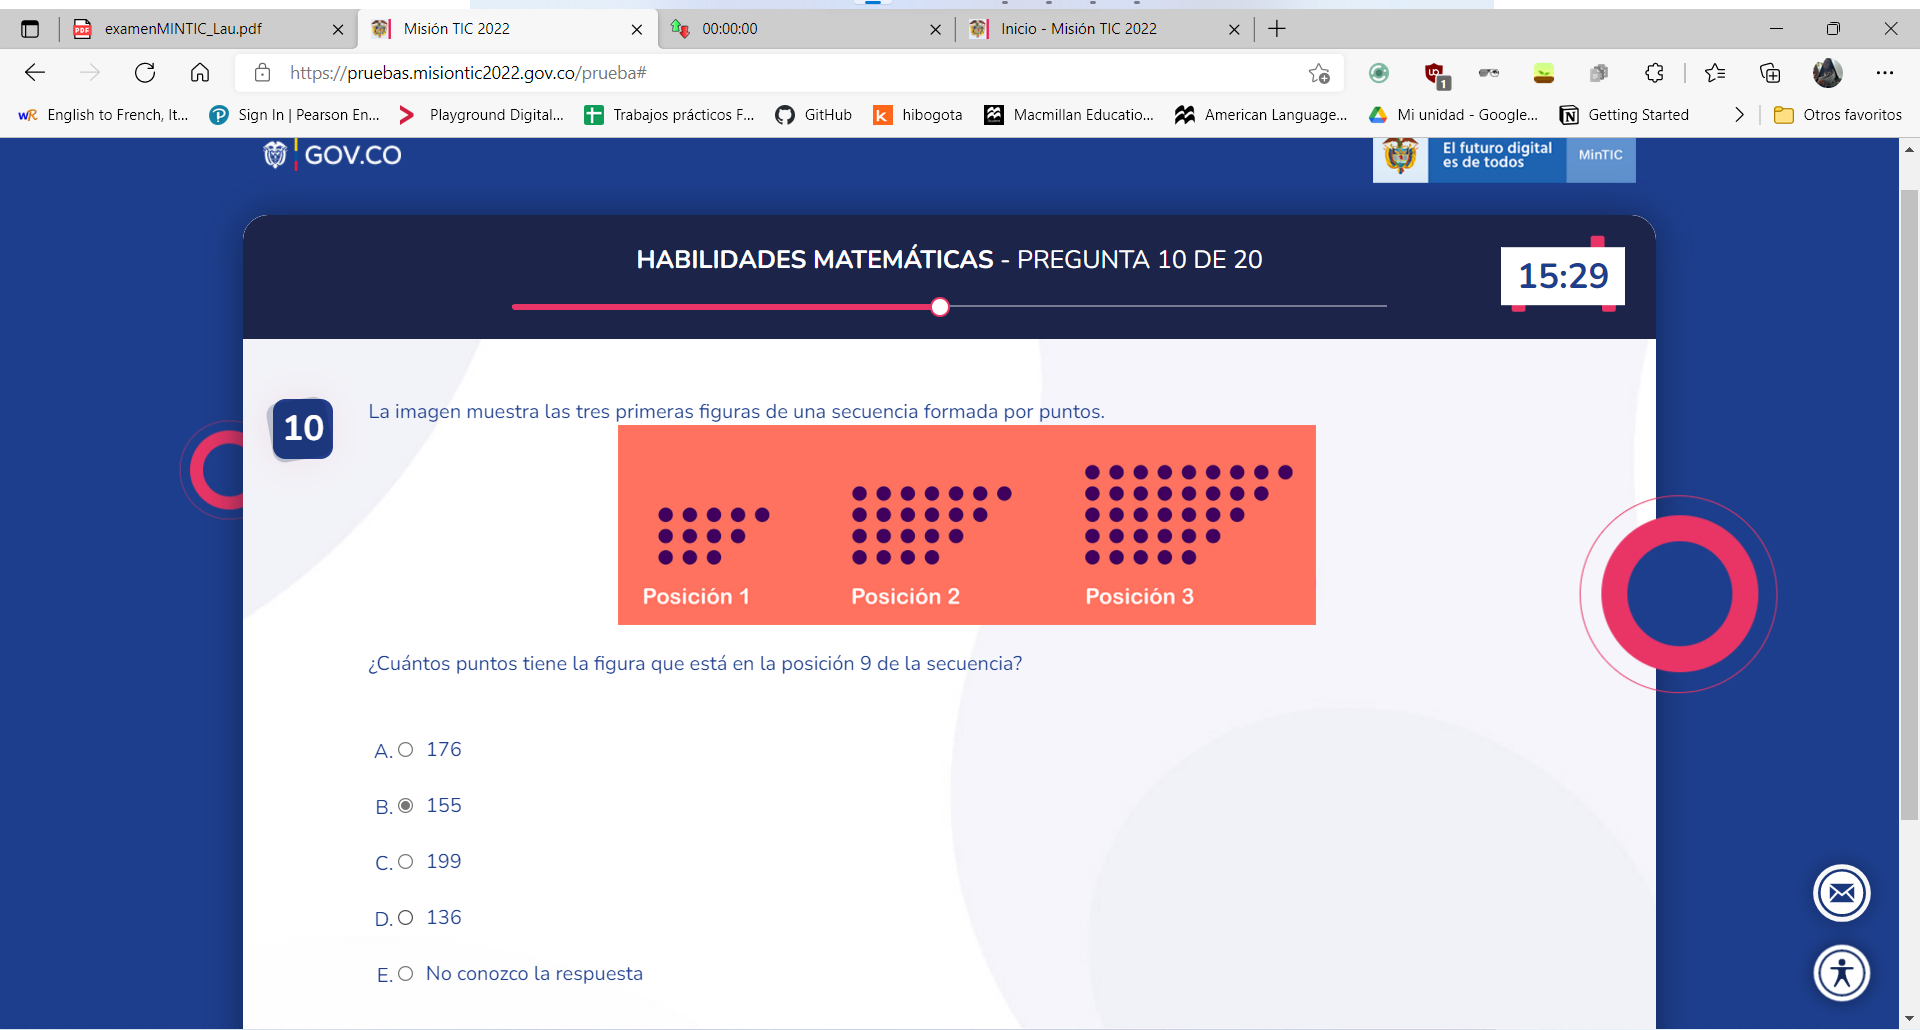 examenMINTIC_Lau.pdf
Misión TIC 2022
00:00:00
Inicio - Misión TIC 2022
https://pruebas.misiontic2022.gov.co/prueba#
1
English to French, It...
Sign In | Pearson En...
Playground Digital...
Trabajos prácticos F...
GitHub
hibogota
Macmillan Educatio...
American Language...
Mi unidad - Google...
Getting Started
Otros favoritos
GOV.CO
El futuro digital
es de todos
MinTIC
HABILIDADES MATEMÁTICAS - PREGUNTA 10 DE 20
15:29
10
La imagen muestra las tres primeras figuras de una secuencia formada por puntos.
Posición 1
Posición 2
Posición 3
¿Cuántos puntos tiene la figura que está en la posición 9 de la secuencia?
A. 176
B. 155
C. 199
D. 136
E. No conozco la respuesta